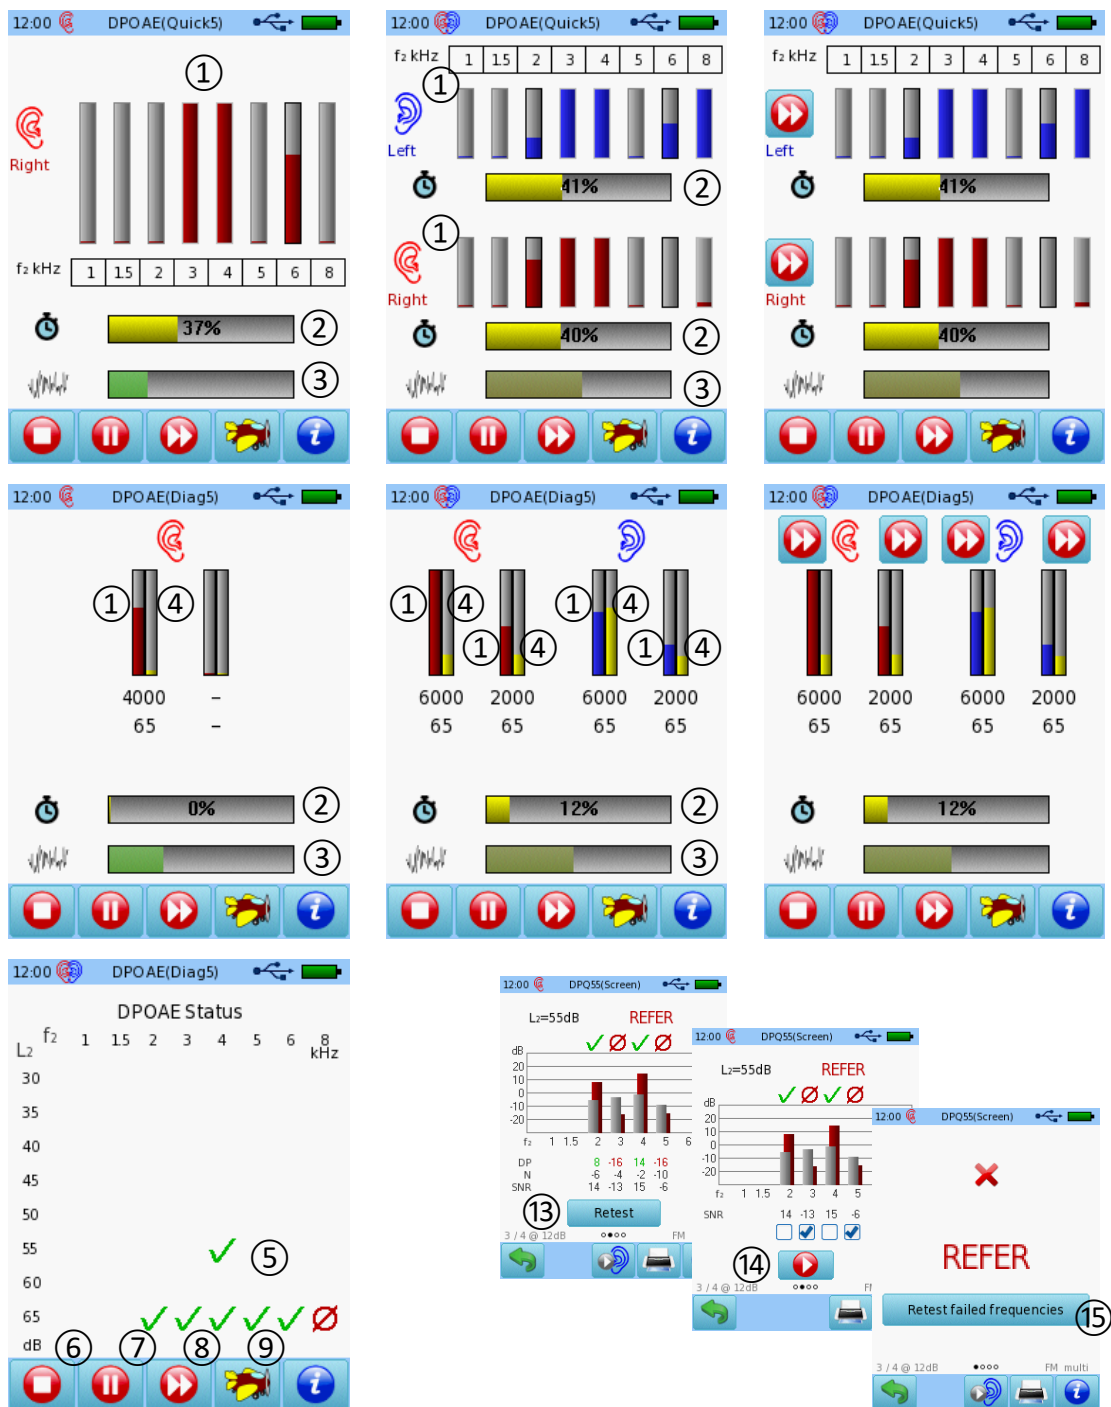 12:00 DPOAE(Quick5)
①
Right
f₂ kHz 1 1.5 2 3 4 5 6 8
37% ②
③
12:00 DPOAE(Quick5)
f₂ kHz 1 1.5 2 3 4 5 6 8
①
Left
41% ②
①
Right
40% ②
③
12:00 DPOAE(Quick5)
f₂ kHz 1 1.5 2 3 4 5 6 8
Left
41%
Right
40%
12:00 DPOAE(Diag5)
① ④
4000 –
65 –
0% ②
③
12:00 DPOAE(Diag5)
① ④ ① ④
① ④ ① ④
6000 2000 6000 2000
65 65 65 65
12% ②
③
12:00 DPOAE(Diag5)
6000 2000 6000 2000
65 65 65 65
12%
12:00 DPOAE(Diag5)
DPOAE Status
f₂ 1 1.5 2 3 4 5 6 8
L₂ kHz
30
35
40
45
50
55 ⑤
60
65
dB
⑥ ⑦ ⑧ ⑨
12:00 DPQ55(Screen)
L₂=55dB REFER
dB
20
10
0
-10
f₂ 1 1.5 2 3 4 5 6
DP 8 -16 14 -16
N -6 -4 -2 -10
SNR 14 -13 15 -6
⑬ Retest
3 / 4 @ 12dB FM
12:00 DPQ55(Screen)
L₂=55dB REFER
dB
20
10
0
-10
-20
f₂ 1 1.5 2 3 4 5
SNR 14 -13 15 -6
⑭
3 / 4 @ 12dB
12:00 DPQ55(Screen)
REFER
Retest failed frequencies ⑮
3 / 4 @ 12dB FM multi